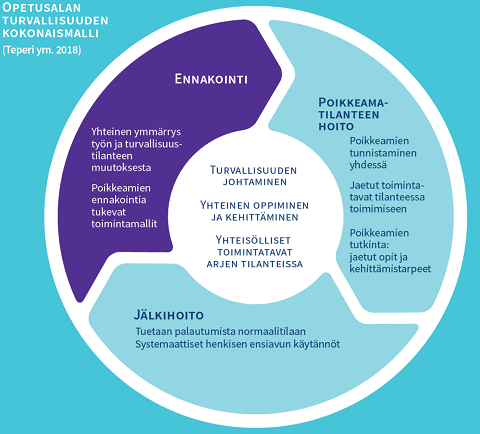 Opetusalan
turvallisuuden
kokonaismalli
(Teperi ym. 2018)
Ennakointi
Yhteinen ymmärrys
työn ja turvallisuus-
tilanteen
muutoksesta
Poikkeamien
ennakointia
tukevat
toimintamallit
Poikkeama-
tilanteen
hoito
Poikkeamien
tunnistaminen
yhdessä
Jaetut toiminta-
tavat tilanteessa
toimimiseen
Poikkeamien
tutkinta:
jaetut opit ja
kehittämistarpeet
Turvallisuuden
johtaminen
Yhteinen oppiminen
ja kehittäminen
Yhteisölliset
toimintatavat
arjen tilanteissa
Jälkihoito
Tuetaan palautumista normaalitilaan
Systemaattiset henkisen ensiavun käytännöt